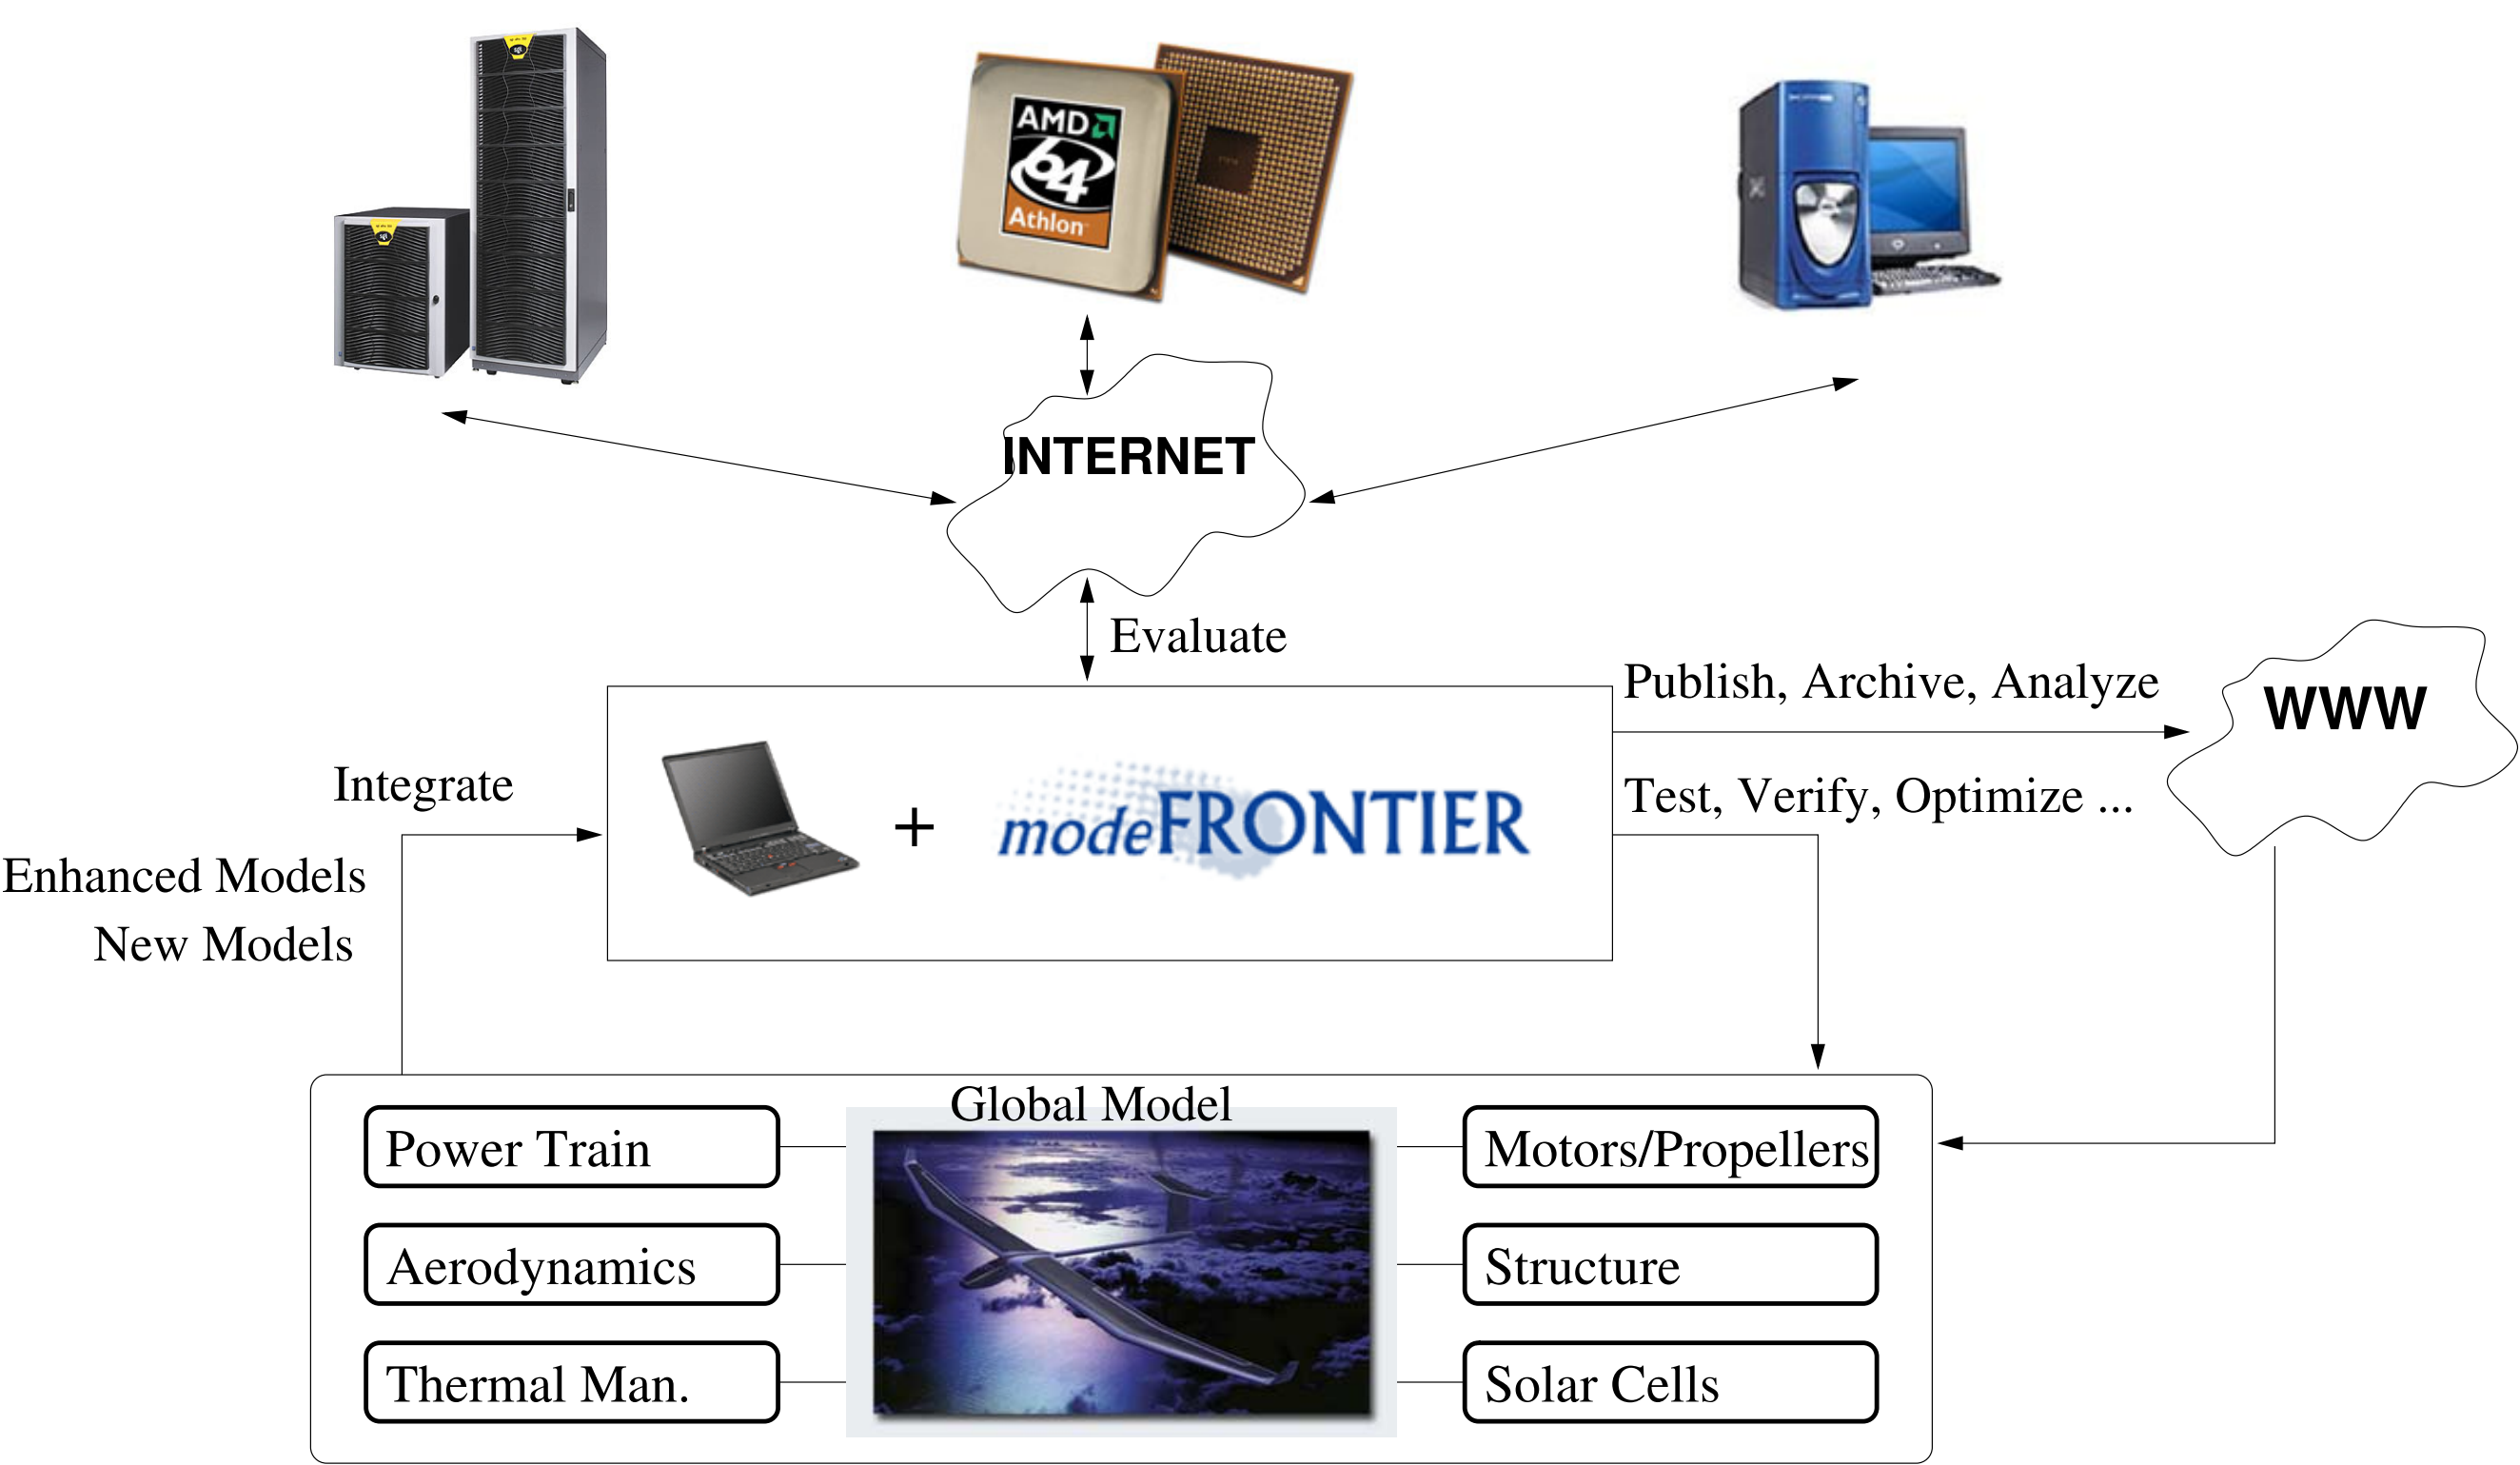 AMD
64
Athlon
INTERNET
Evaluate
Publish, Archive, Analyze
WWW
Integrate
+
modeFRONTIER
Test, Verify, Optimize ...
Enhanced Models
New Models
Global Model
Power Train
Motors/Propellers
Aerodynamics
Structure
Thermal Man.
Solar Cells